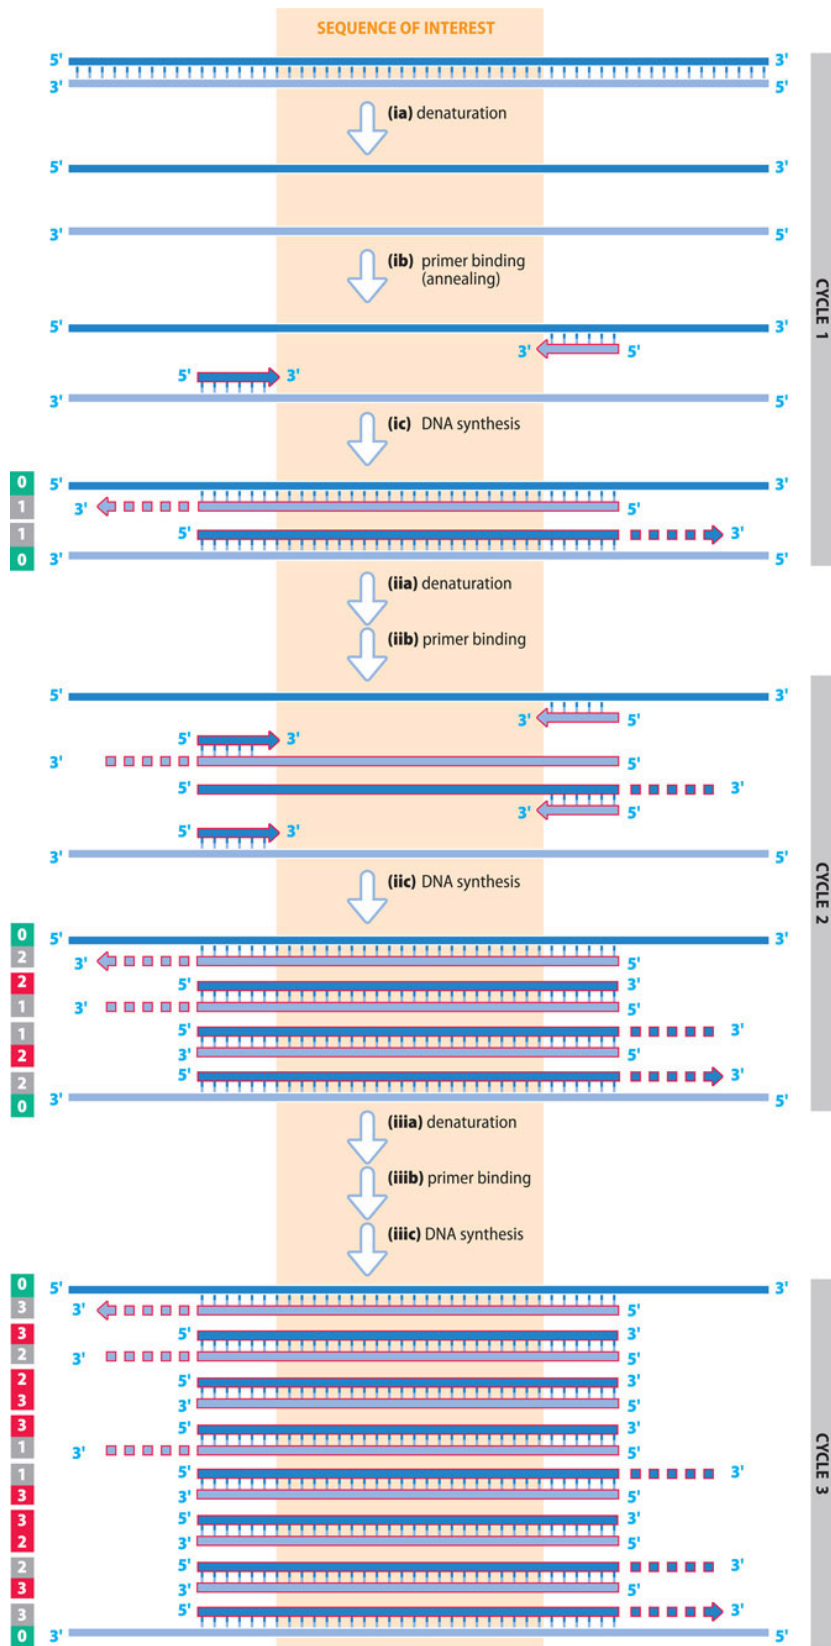 SEQUENCE OF INTEREST
5' 3'
3' 5'
(ia) denaturation
5' 3'
3' 5'
(ib) primer binding
(annealing)
5' 3'
3' 5'
5' 3'
3' 5'
(ic) DNA synthesis
CYCLE 1
0 5' 3'
1 3' 5'
1 5' 3'
0 3' 5'
(iia) denaturation
(iib) primer binding
5' 3'
3' 5'
5' 3'
3' 5'
5' 3'
3' 5'
5' 3'
3' 5'
(iic) DNA synthesis
CYCLE 2
0 5' 3'
2 3' 5'
2 5' 3'
1 3' 5'
1 5' 3'
2 3' 5'
2 5' 3'
0 3' 5'
(iiia) denaturation
(iiib) primer binding
(iiic) DNA synthesis
CYCLE 3
0 5' 3'
3 3' 5'
3 5' 3'
2 3' 5'
2 5' 3'
3 3' 5'
3 5' 3'
1 3' 5'
1 5' 3'
3 3' 5'
3 5' 3'
2 3' 5'
2 5' 3'
3 3' 5'
3 5' 3'
0 3' 5'